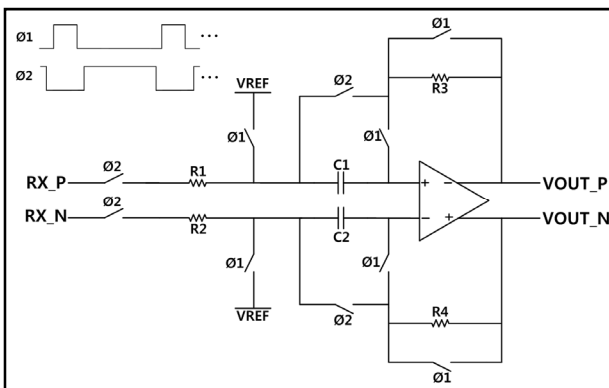 Ø1
Ø2
...
...
VREF
Ø1
Ø2
Ø1
R3
Ø1
RX_P
Ø2
R1
C1
+
−
VOUT_P
RX_N
Ø2
R2
C2
−
+
VOUT_N
Ø1
Ø1
VREF
Ø2
R4
Ø1